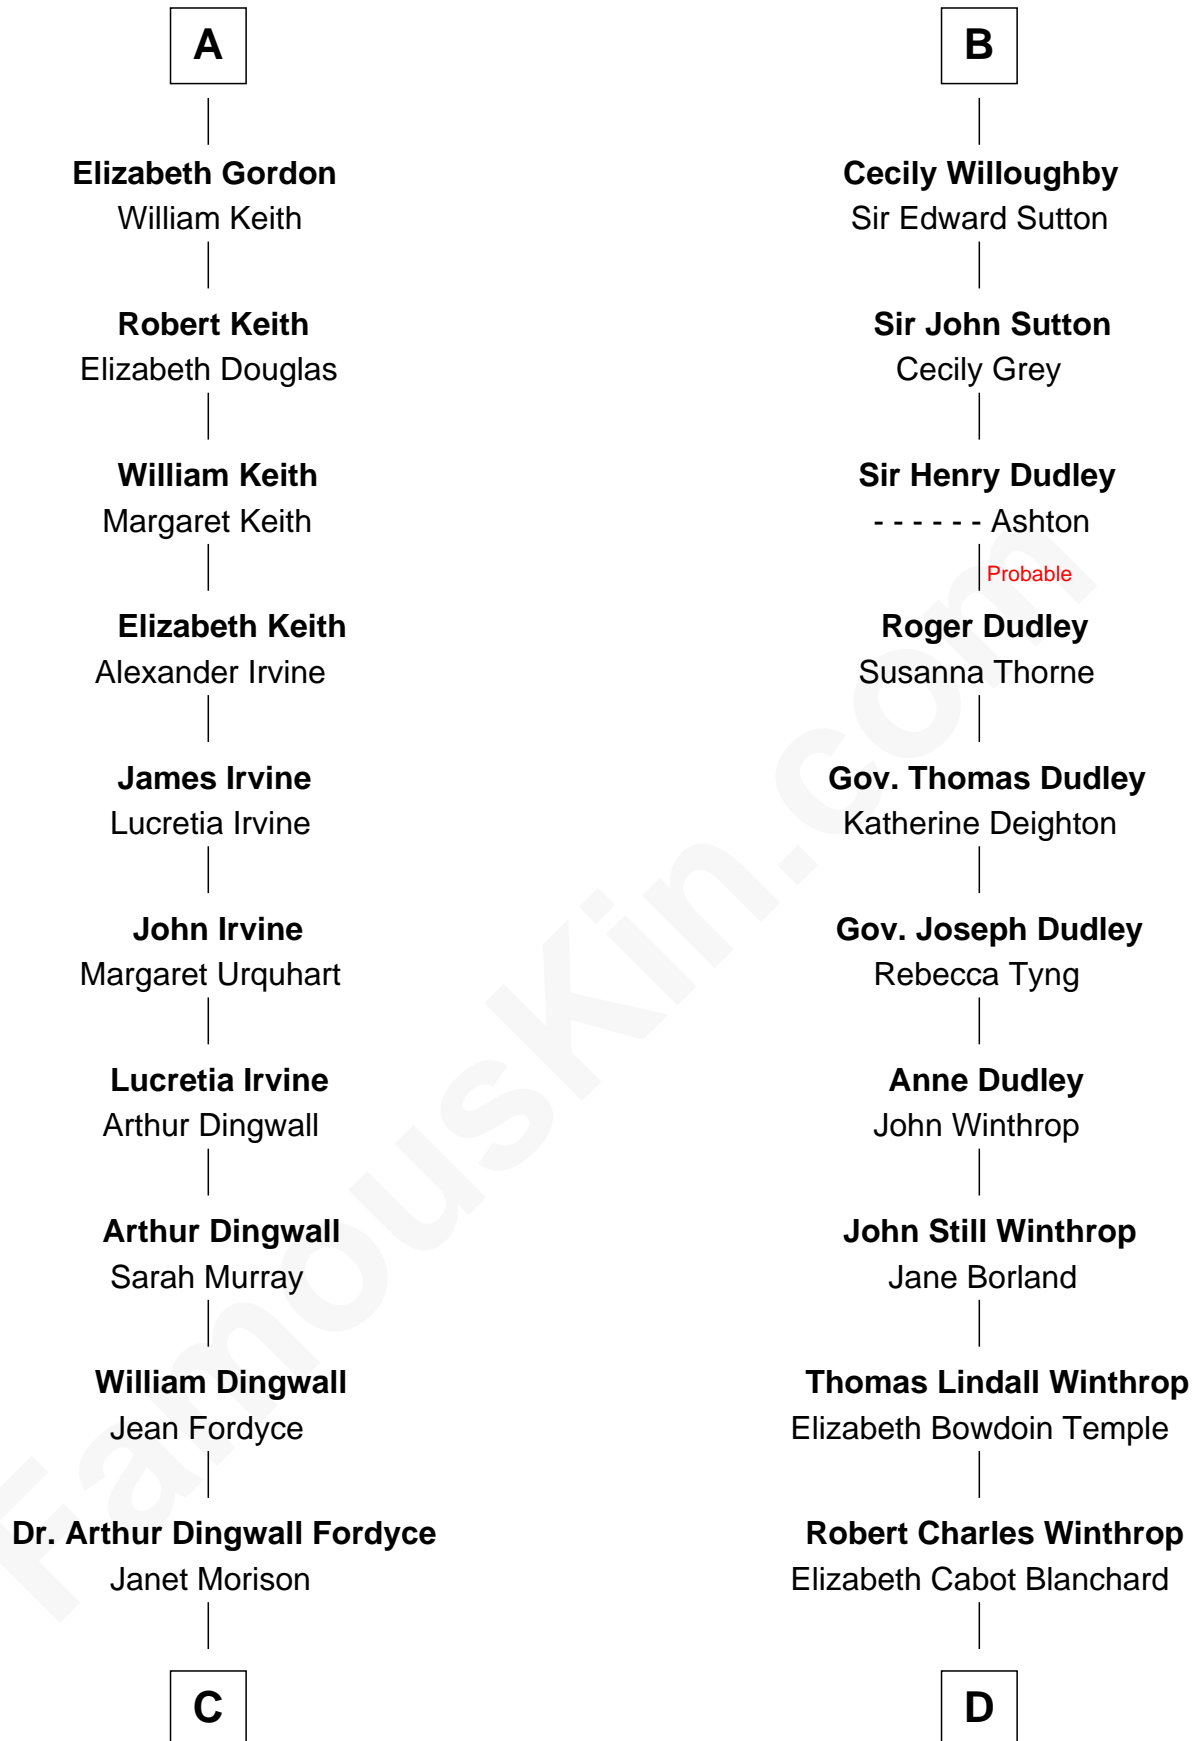 A
Elizabeth Gordon
William Keith
Robert Keith
Elizabeth Douglas
William Keith
Margaret Keith
Elizabeth Keith
Alexander Irvine
James Irvine
Lucretia Irvine
John Irvine
Margaret Urquhart
Lucretia Irvine
Arthur Dingwall
Arthur Dingwall
Sarah Murray
William Dingwall
Jean Fordyce
Dr. Arthur Dingwall Fordyce
Janet Morison
C
B
Cecily Willoughby
Sir Edward Sutton
Sir John Sutton
Cecily Grey
Sir Henry Dudley
- - - - - - Ashton
Probable
Roger Dudley
Susanna Thorne
Gov. Thomas Dudley
Katherine Deighton
Gov. Joseph Dudley
Rebecca Tyng
Anne Dudley
John Winthrop
John Still Winthrop
Jane Borland
Thomas Lindall Winthrop
Elizabeth Bowdoin Temple
Robert Charles Winthrop
Elizabeth Cabot Blanchard
D
FamousKin.com